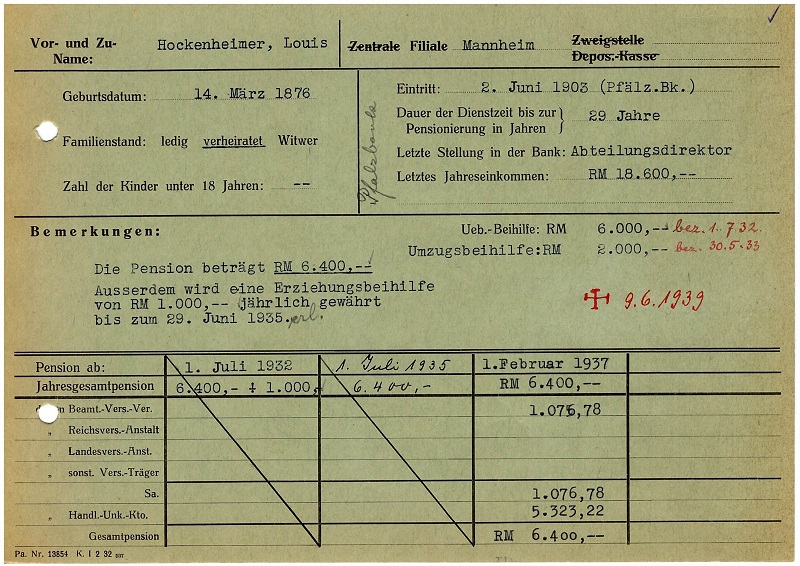 Vor- und Zu-Name: Hockenheimer, Louis
Zentrale Filiale Mannheim Zweigstelle Depos.-Kasse
Geburtsdatum: 14. März 1876
Familienstand: ledig verheiratet Witwer
Zahl der Kinder unter 18 Jahren: --
Pfalzbank
Eintritt: 2. Juni 1903 (Pfälz.Bk.)
Dauer der Dienstzeit bis zur
Pensionierung in Jahren } 29 Jahre
Letzte Stellung in der Bank: Abteilungsdirektor
Letztes Jahreseinkommen: RM 18.600,--
Bemerkungen:
Ueb.-Beihilfe: RM 6.000,-- bez. 1.7.32.
Umzugsbeihilfe:RM 2.000,-- bez. 30.5.33
Die Pension beträgt RM 6.400,--
Ausserdem wird eine Erziehungsbeihilfe
von RM 1.000,-- jährlich gewährt
bis zum 29. Juni 1935. erl.
9.6.1939
Pension ab: 1. Juli 1932 1. Juli 1935 1.Februar 1937
Jahresgesamtpension 6.400,- + 1.000,- 6.400,- RM 6.400,--
Beamt.-Vers.-Ver. 1.076,78
„ Reichsvers.-Anstalt
„ Landesvers.-Anst.
„ sonst. Vers.-Träger
Sa. 1.076,78
„ Handl.-Unk.-Kto. 5.323,22
Gesamtpension RM 6.400,--
Pa. Nr. 13854 K. I 2 32